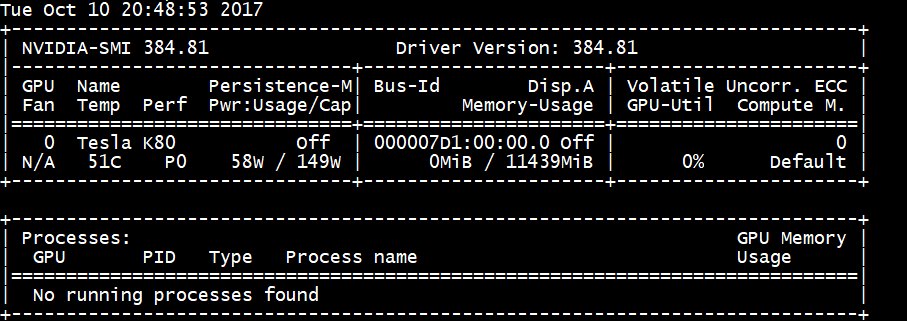 Tue Oct 10 20:48:53 2017
+-----------------------------------------------------------------------------+
| NVIDIA-SMI 384.81                 Driver Version: 384.81                    |
|-------------------------------+----------------------+----------------------+
| GPU  Name        Persistence-M| Bus-Id        Disp.A | Volatile Uncorr. ECC |
| Fan  Temp  Perf  Pwr:Usage/Cap|         Memory-Usage | GPU-Util  Compute M. |
|===============================+======================+======================|
|   0  Tesla K80           Off  | 000007D1:00:00.0 Off |                    0 |
| N/A   51C    P0    58W / 149W |      0MiB / 11439MiB |      0%      Default |
+-------------------------------+----------------------+----------------------+

+-----------------------------------------------------------------------------+
| Processes:                                                       GPU Memory |
|  GPU       PID   Type   Process name                             Usage      |
|=============================================================================|
|  No running processes found                                                 |
+-----------------------------------------------------------------------------+